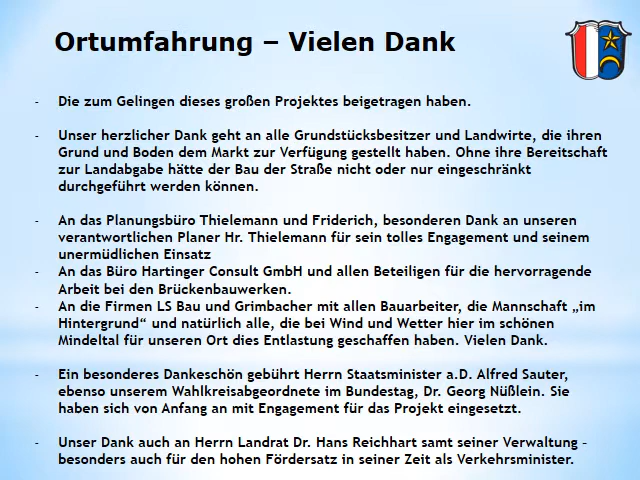 Ortumfahrung – Vielen Dank
- Die zum Gelingen dieses großen Projektes beigetragen haben.
- Unser herzlicher Dank geht an alle Grundstücksbesitzer und Landwirte, die ihren
Grund und Boden dem Markt zur Verfügung gestellt haben. Ohne ihre Bereitschaft
zur Landabgabe hätte der Bau der Straße nicht oder nur eingeschränkt
durchgeführt werden können.
- An das Planungsbüro Thielemann und Friderich, besonderen Dank an unseren
verantwortlichen Planer Hr. Thielemann für sein tolles Engagement und seinem
unermüdlichen Einsatz
- An das Büro Hartinger Consult GmbH und allen Beteiligen für die hervorragende
Arbeit bei den Brückenbauwerken.
- An die Firmen LS Bau und Grimbacher mit allen Bauarbeiter, die Mannschaft „im
Hintergrund“ und natürlich alle, die bei Wind und Wetter hier im schönen
Mindeltal für unseren Ort dies Entlastung geschaffen haben. Vielen Dank.
- Ein besonderes Dankeschön gebührt Herrn Staatsminister a.D. Alfred Sauter,
ebenso unserem Wahlkreisabgeordnete im Bundestag, Dr. Georg Nüßlein. Sie
haben sich von Anfang an mit Engagement für das Projekt eingesetzt.
- Unser Dank auch an Herrn Landrat Dr. Hans Reichhart samt seiner Verwaltung –
besonders auch für den hohen Fördersatz in seiner Zeit als Verkehrsminister.